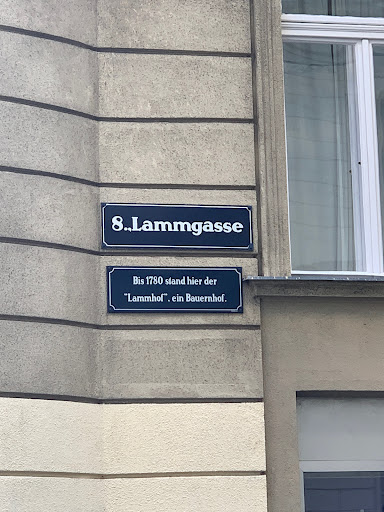 8., Lammgasse
Bis 1780 stand hier der
"Lammhof", ein Bauernhof.